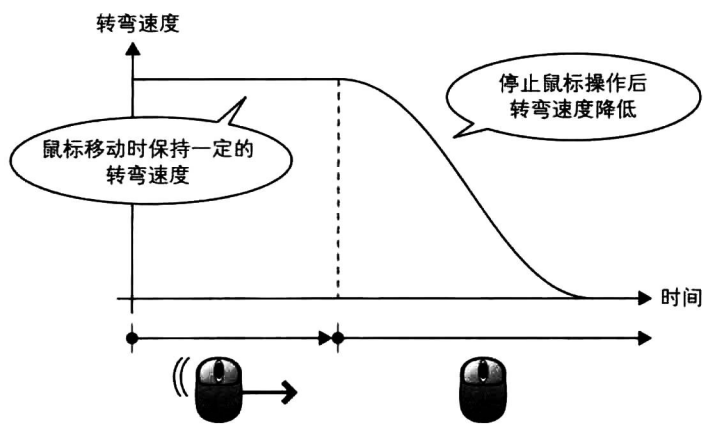 转弯速度
鼠标移动时保持一定的
转弯速度
停止鼠标操作后
转弯速度降低
时间